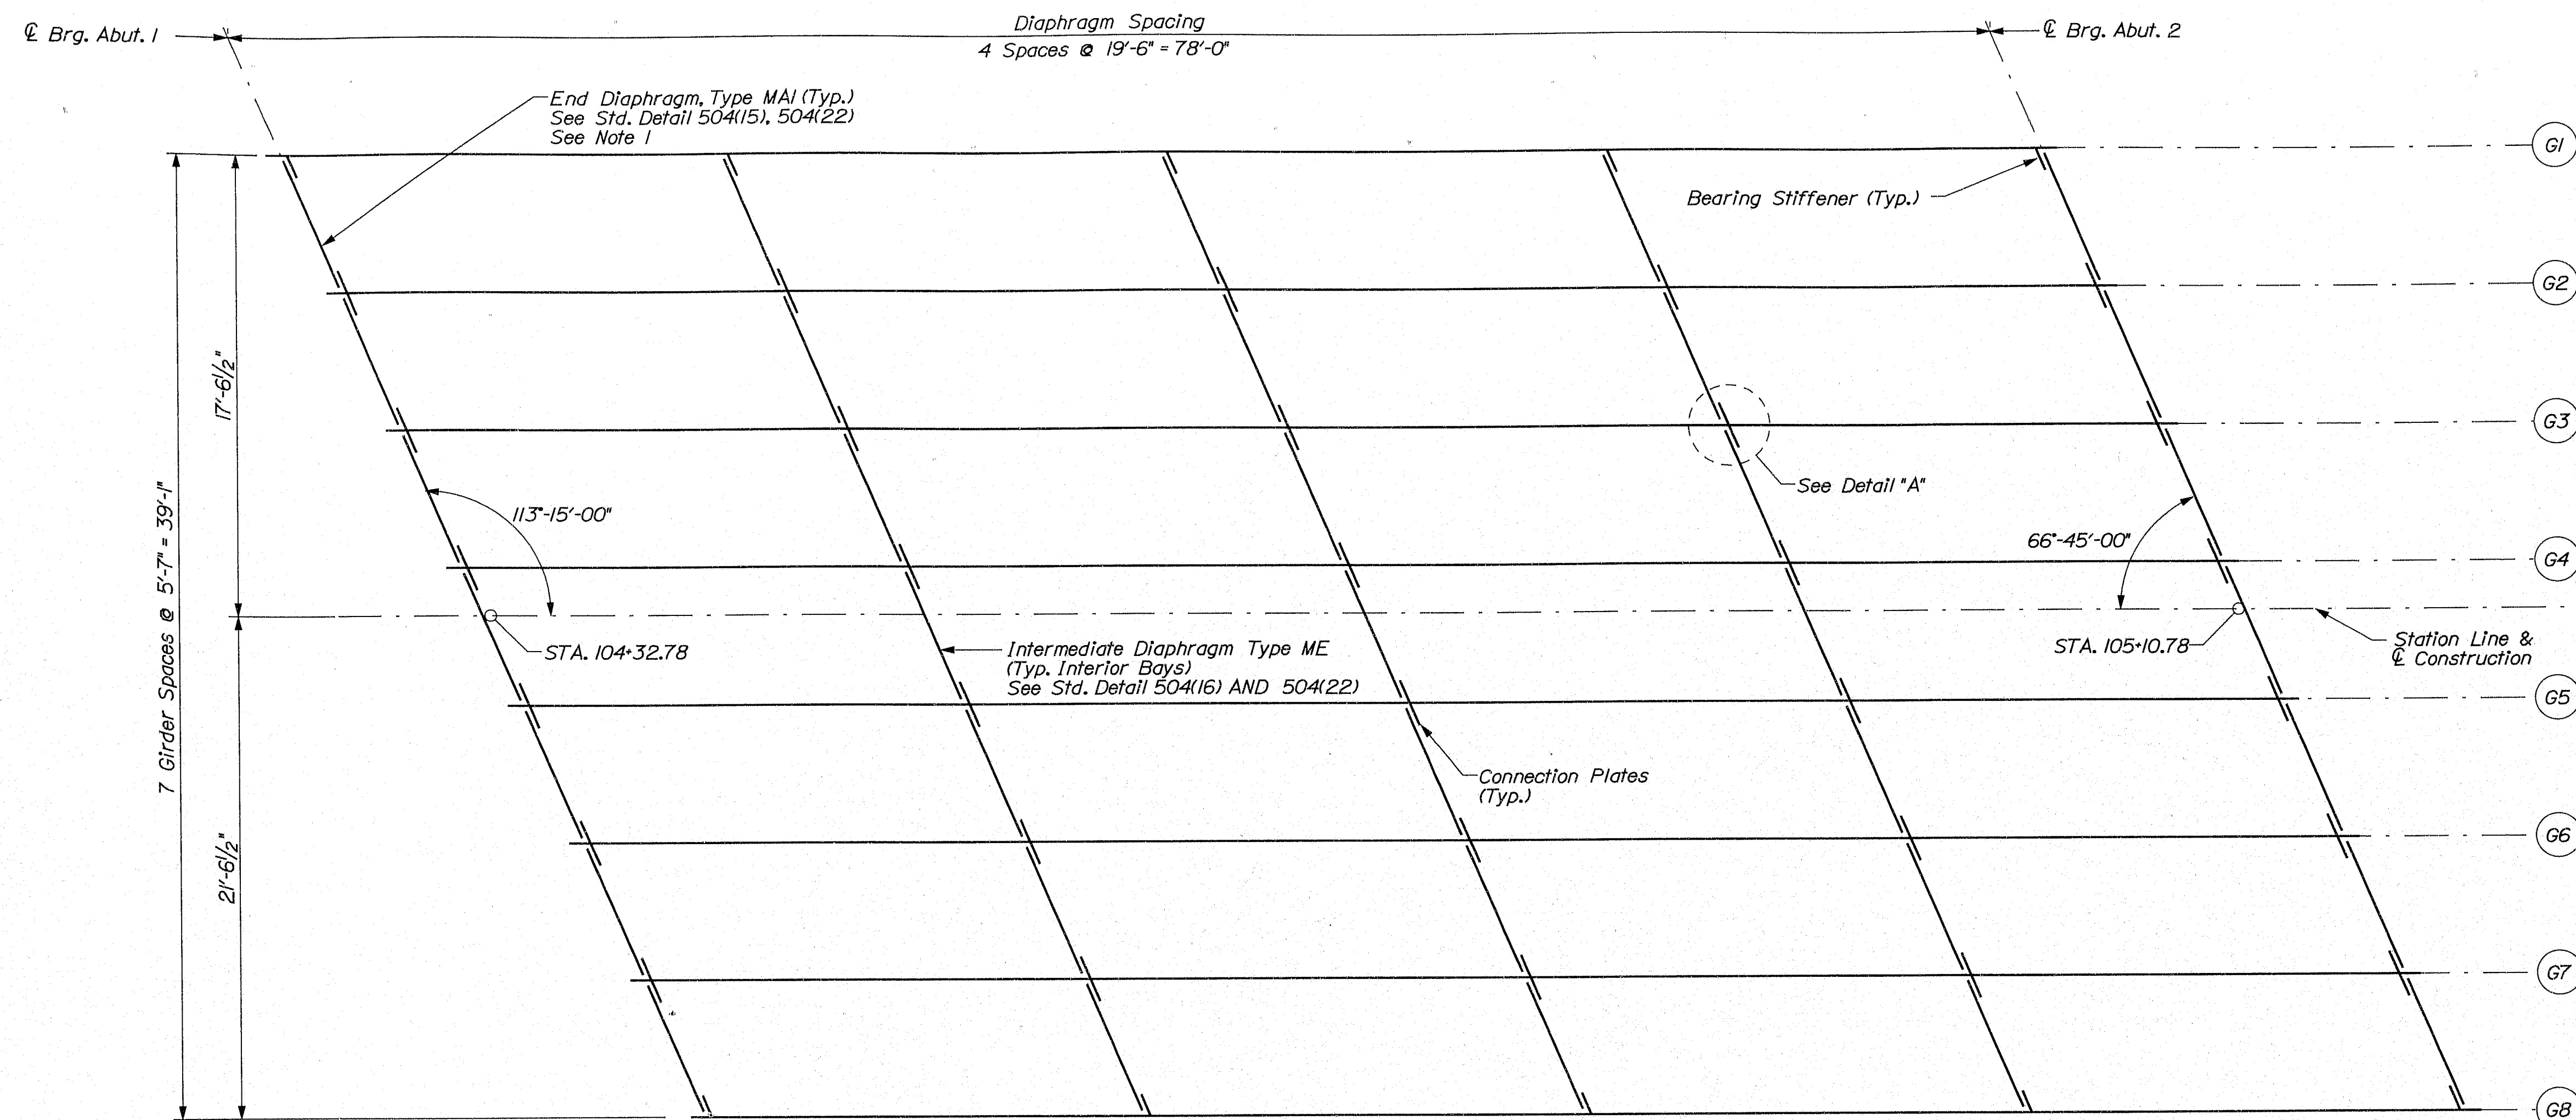 Diaphragm Spacing
℄ Brg. Abut. 1
4 Spaces @ 19'-6" = 78'-0"
℄ Brg. Abut. 2
End Diaphragm, Type MA1 (Typ.)
See Std. Detail 504(15), 504(22)
See Note 1
G1
Bearing Stiffener (Typ.)
G2
17'-6½"
G3
See Detail "A"
7 Girder Spaces @ 5'-7" = 39'-1"
113°-15'-00"
66°-45'-00"
G4
STA. 104+32.78
Intermediate Diaphragm Type ME
(Typ. Interior Bays)
See Std. Detail 504(16) AND 504(22)
STA. 105+10.78
Station Line &
℄ Construction
G5
Connection Plates
(Typ.)
21'-6½"
G6
G7
G8